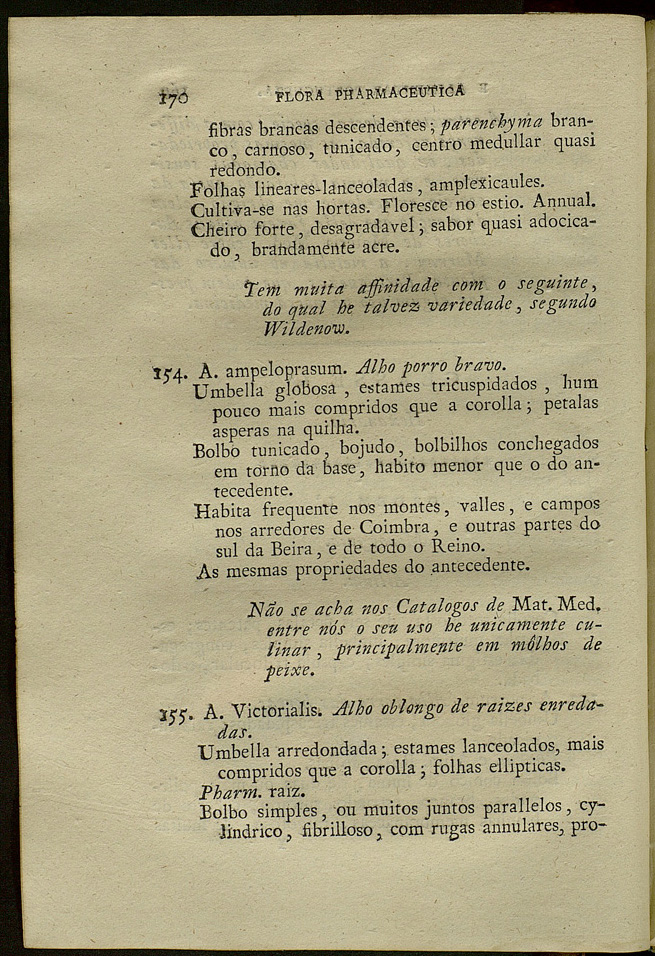 170 FLORA PHARMACEUTICA
fibras brancas descendentes; parenchyma bran-
co, carnoso, tunicado, centro medullar quasi
redondo.
Folhas lineares-lanceoladas, amplexicaules.
Cultiva-se nas hortas. Floresce no estio. Annual.
Cheiro forte, desagradavel; sabor quasi adocica-
do, brandamente acre.
Tem muita affinidade com o seguinte,
do qual he talvez variedade, segundo
Wildenow.
154. A. ampeloprasum. Alho porro bravo.
Umbella globosa, estames tricuspidados, hum
pouco mais compridos que a corolla; petalas
asperas na quilha.
Bolbo tunicado, bojudo, bolbilhos conchegados
em torno da base, habito menor que o do an-
tecedente.
Habita frequente nos montes, valles, e campos
nos arredores de Coimbra, e outras partes do
sul da Beira, e de todo o Reino.
As mesmas propriedades do antecedente.
Não se acha nos Catalogos de Mat. Med.
entre nós o seu uso he unicamente cu-
linar, principalmente em môlhos de
peixe.
155. A. Victorialis. Alho oblongo de raizes enreda-
das.
Umbella arredondada; estames lanceolados, mais
compridos que a corolla; folhas ellipticas.
Pharm. raiz.
Bolbo simples, ou muitos juntos parallelos, cy-
lindrico, fibrilloso, com rugas annulares, pro-